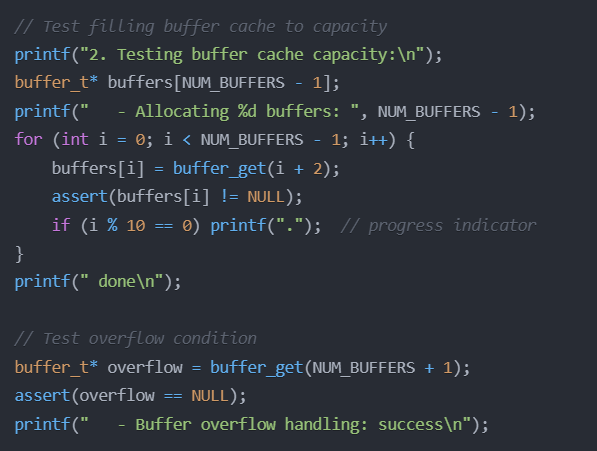 // Test filling buffer cache to capacity
printf("2. Testing buffer cache capacity:\n");
buffer_t* buffers[NUM_BUFFERS - 1];
printf("   - Allocating %d buffers: ", NUM_BUFFERS - 1);
for (int i = 0; i < NUM_BUFFERS - 1; i++) {
    buffers[i] = buffer_get(i + 2);
    assert(buffers[i] != NULL);
    if (i % 10 == 0) printf(".");  // progress indicator
}
printf(" done\n");

// Test overflow condition
buffer_t* overflow = buffer_get(NUM_BUFFERS + 1);
assert(overflow == NULL);
printf("   - Buffer overflow handling: success\n");